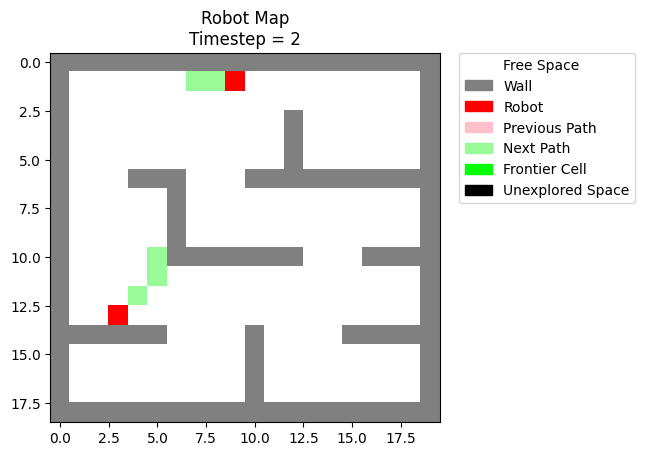 Robot Map
Timestep = 2
Free Space
Wall
Robot
Previous Path
Next Path
Frontier Cell
Unexplored Space
0.0
2.5
5.0
7.5
10.0
12.5
15.0
17.5
0.0
2.5
5.0
7.5
10.0
12.5
15.0
17.5